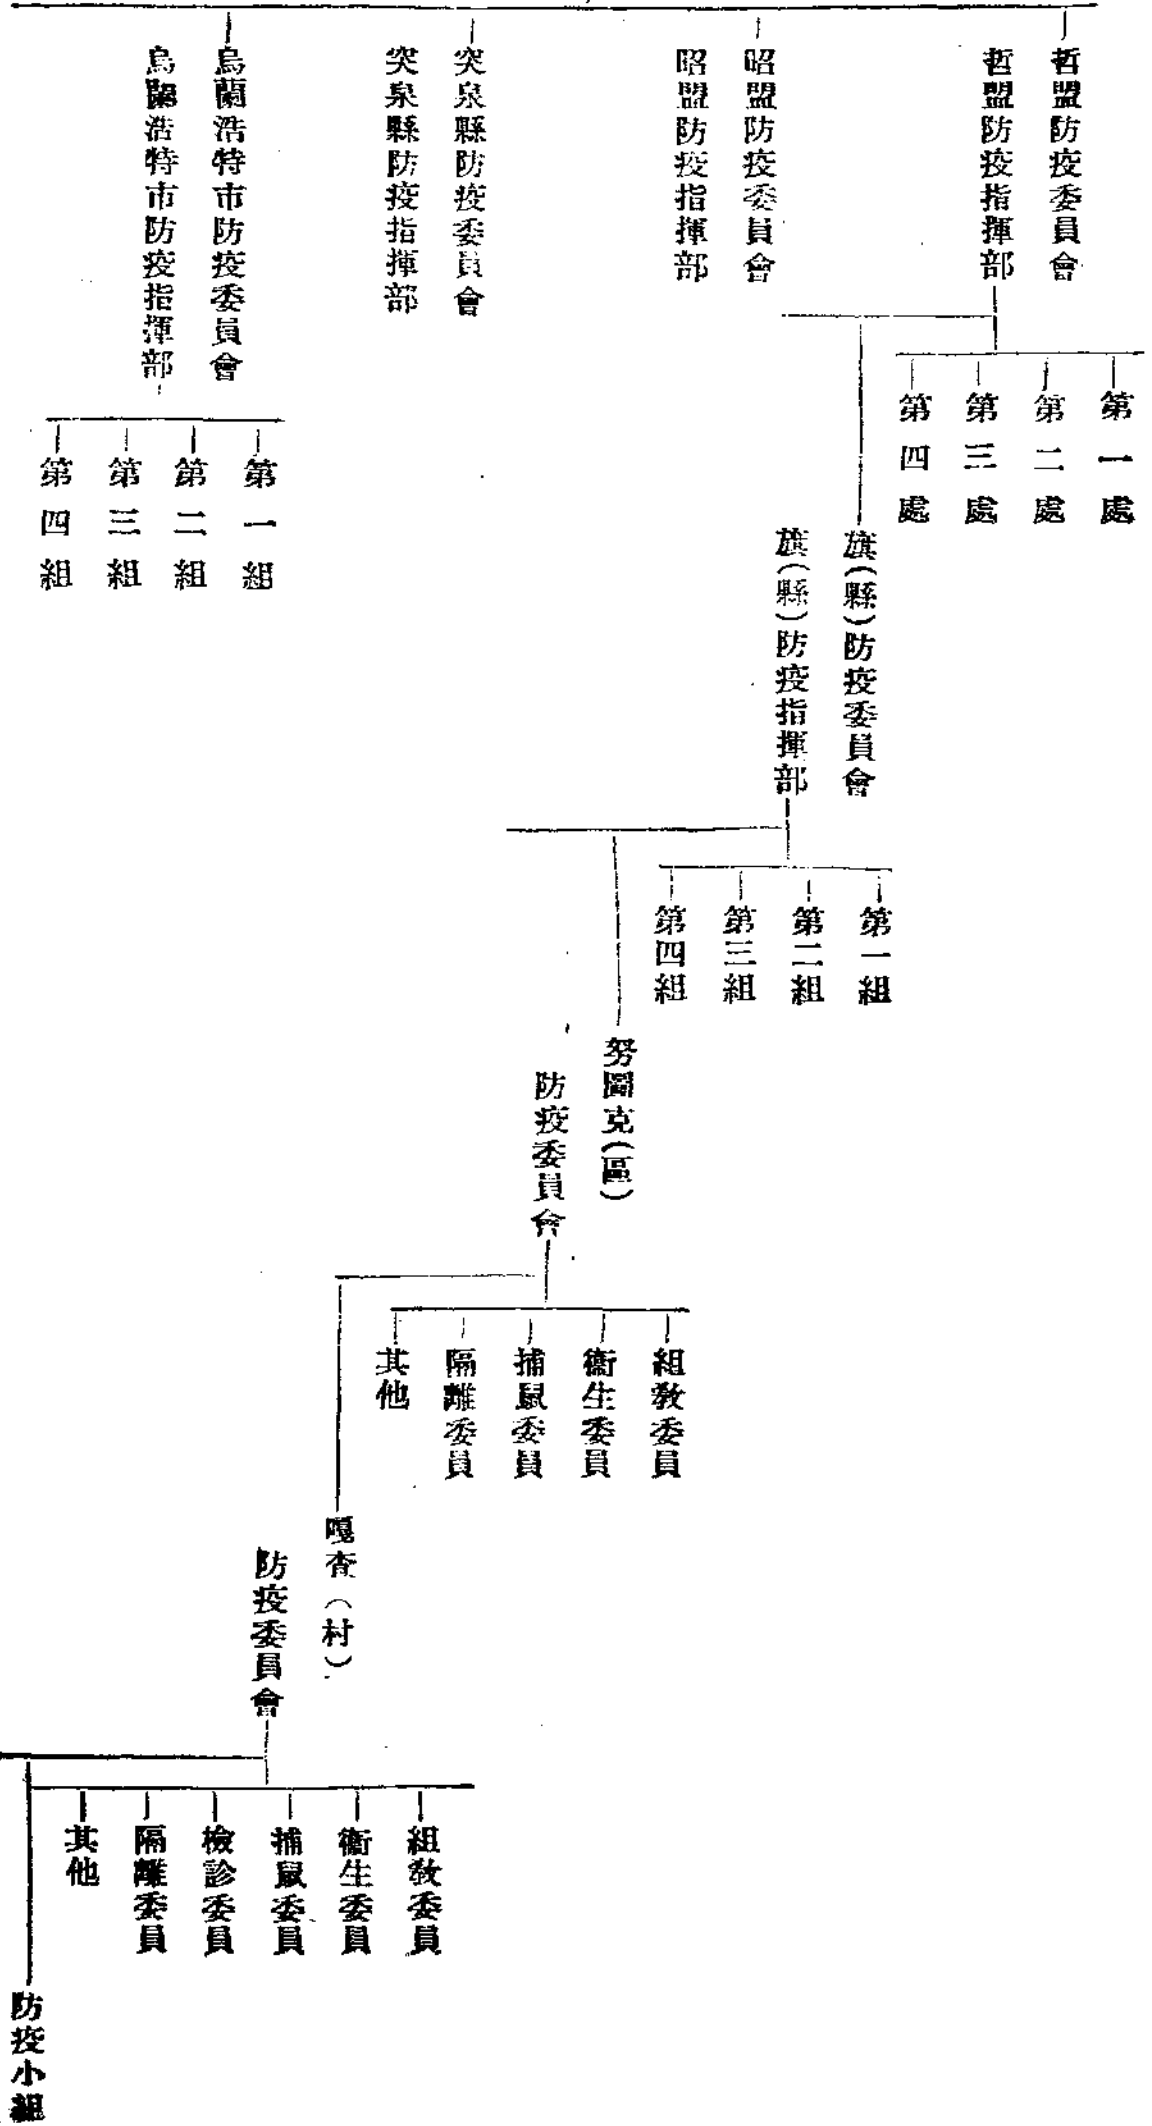 哲盟防疫委員會
哲盟防疫指揮部
第一處
第二處
第三處
第四處
旗(縣)防疫委員會
旗(縣)防疫指揮部
第一組
第二組
第三組
第四組
努圖克(區)
防疫委員會
組教委員
衞生委員
捕鼠委員
隔離委員
其他
嘎査(村)
防疫委員會
組教委員
衞生委員
捕鼠委員
檢診委員
隔離委員
其他
防疫小組
昭盟防疫委員會
昭盟防疫指揮部
突泉縣防疫委員會
突泉縣防疫指揮部
烏蘭浩特市防疫委員會
烏蘭浩特市防疫指揮部
第一組
第二組
第三組
第四組